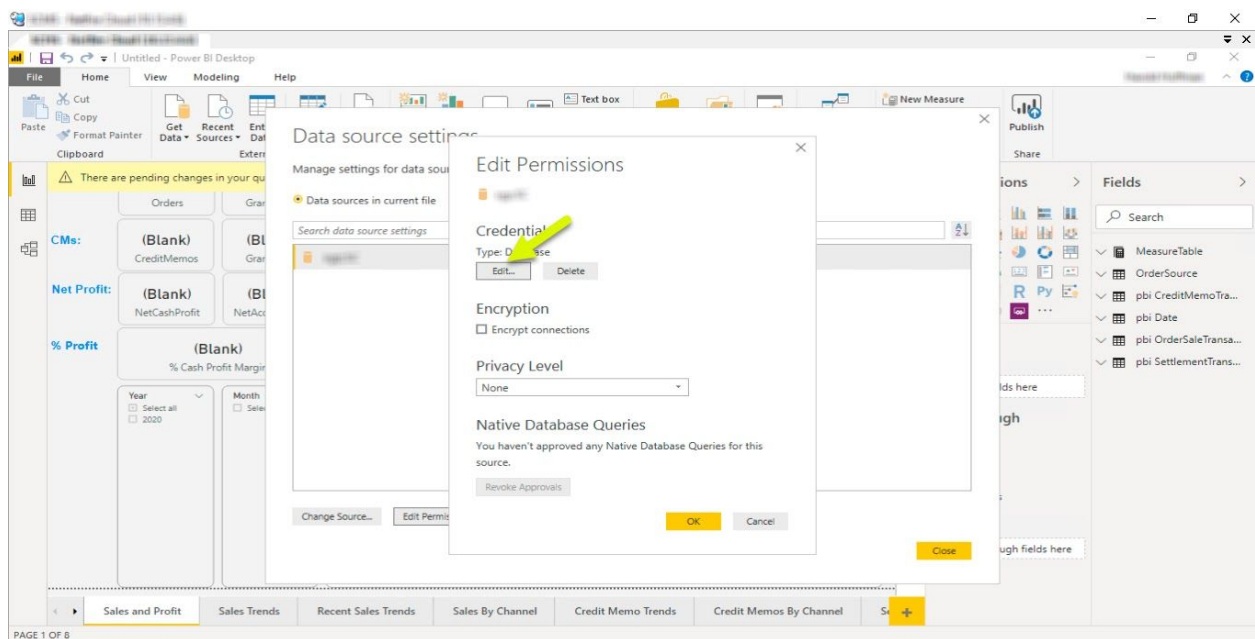 Untitled - Power BI Desktop
File Home View Modeling Help
Cut
Copy
Format Painter
Paste
Clipboard
Get Data
Recent Sources
Text box
New Measure
Publish
Share
There are pending changes in your qu
Orders
CMs:
(Blank)
CreditMemos
Net Profit:
(Blank)
NetCashProfit
% Profit
(Blank)
% Cash Profit Margin
Year
Select all
2020
Month
Data source settings
Manage settings for data sour
Data sources in current file
Search data source settings
Change Source...
Edit Permis
Close
Edit Permissions
Credential
Edit...
Delete
Encryption
Encrypt connections
Privacy Level
None
Native Database Queries
You haven't approved any Native Database Queries for this
source.
Revoke Approvals
OK Cancel
ions
R Py
lds here
ugh
ugh fields here
Fields
Search
MeasureTable
OrderSource
pbi CreditMemoTra...
pbi Date
pbi OrderSaleTransa...
pbi SettlementTrans...
Sales and Profit Sales Trends Recent Sales Trends Sales By Channel Credit Memo Trends Credit Memos By Channel
PAGE 1 OF 8